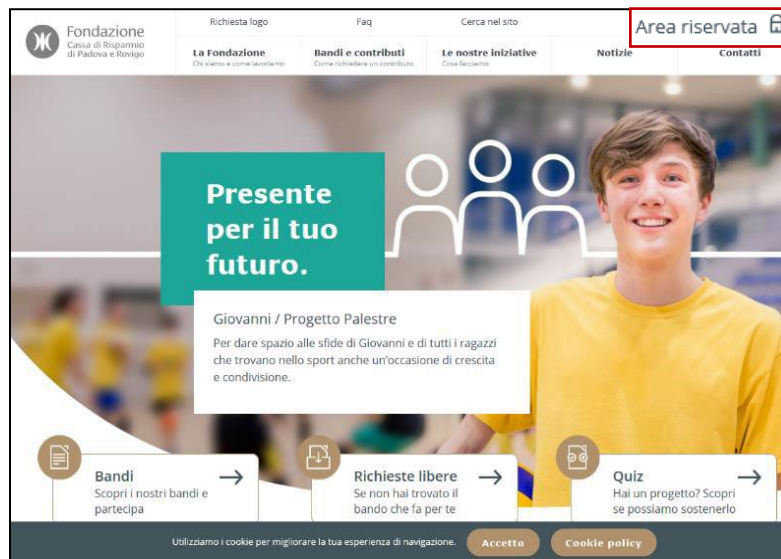 Fondazione
Cassa di Risparmio
di Padova e Rovigo
Richiesta logo
Faq
Cerca nel sito
Area riservata
La Fondazione
Chi siamo e come lavoriamo
Bandi e contributi
Come richiedere un contributo
Le nostre iniziative
Cosa facciamo
Notizie
Contatti
Presente
per il tuo
futuro.
Giovanni / Progetto Palestre
Per dare spazio alle sfide di Giovanni e di tutti i ragazzi
che trovano nello sport anche un'occasione di crescita
e condivisione.
Bandi
Scopri i nostri bandi e
partecipa
Richieste libere
Se non hai trovato il
bando che fa per te
Quiz
Hai un progetto? Scopri
se possiamo sostenerlo
Utilizziamo i cookie per migliorare la tua esperienza di navigazione.
Accetto
Cookie policy